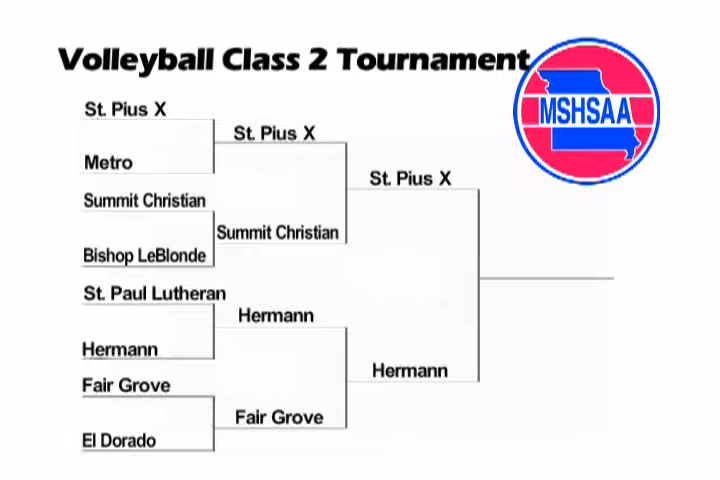 Volleyball Class 2 Tournament
MSHSAA
St. Pius X
Metro
Summit Christian
Bishop LeBlonde
St. Paul Lutheran
Hermann
Fair Grove
El Dorado
St. Pius X
Summit Christian
Hermann
Fair Grove
St. Pius X
Hermann